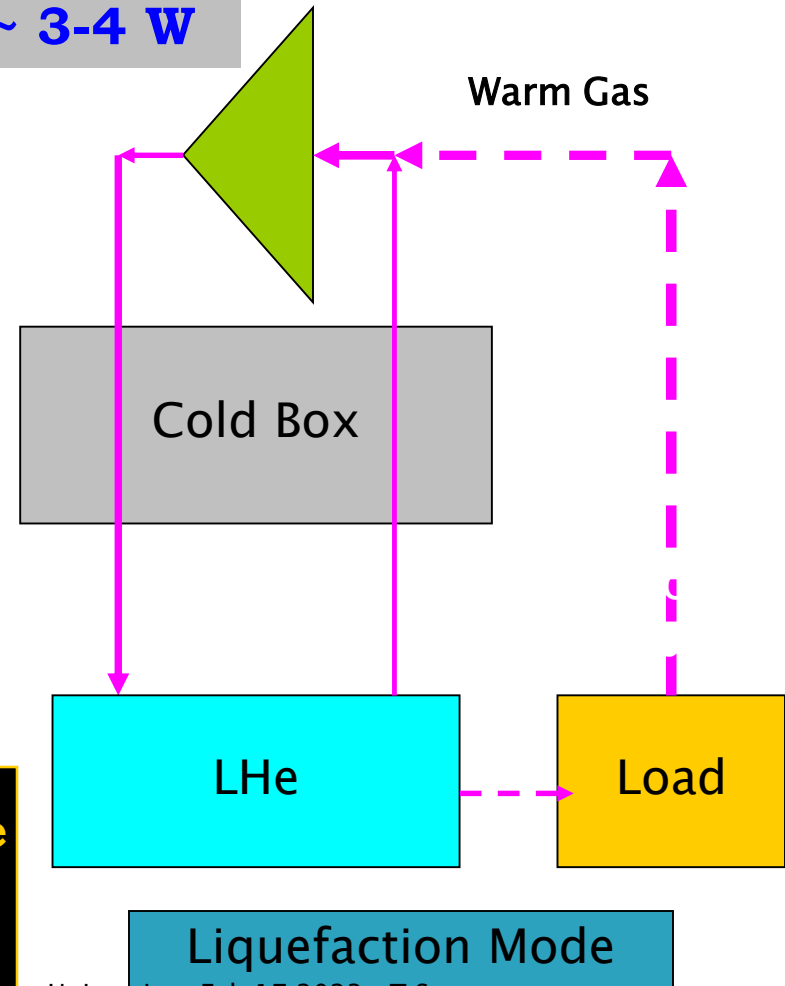 ~ 3-4 W
Warm Gas
Cold Box
LHe
Load
e
Liquefaction Mode